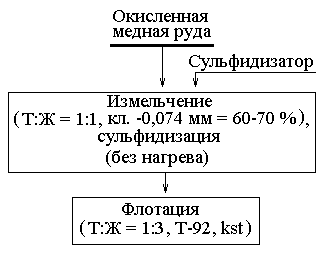 Окисленная
медная руда
Сульфидизатор
Измельчение
(Т:Ж = 1:1, кл. -0,074 мм = 60-70 %),
сульфидизация
(без нагрева)
Флотация
(Т:Ж = 1:3, Т-92, kst)